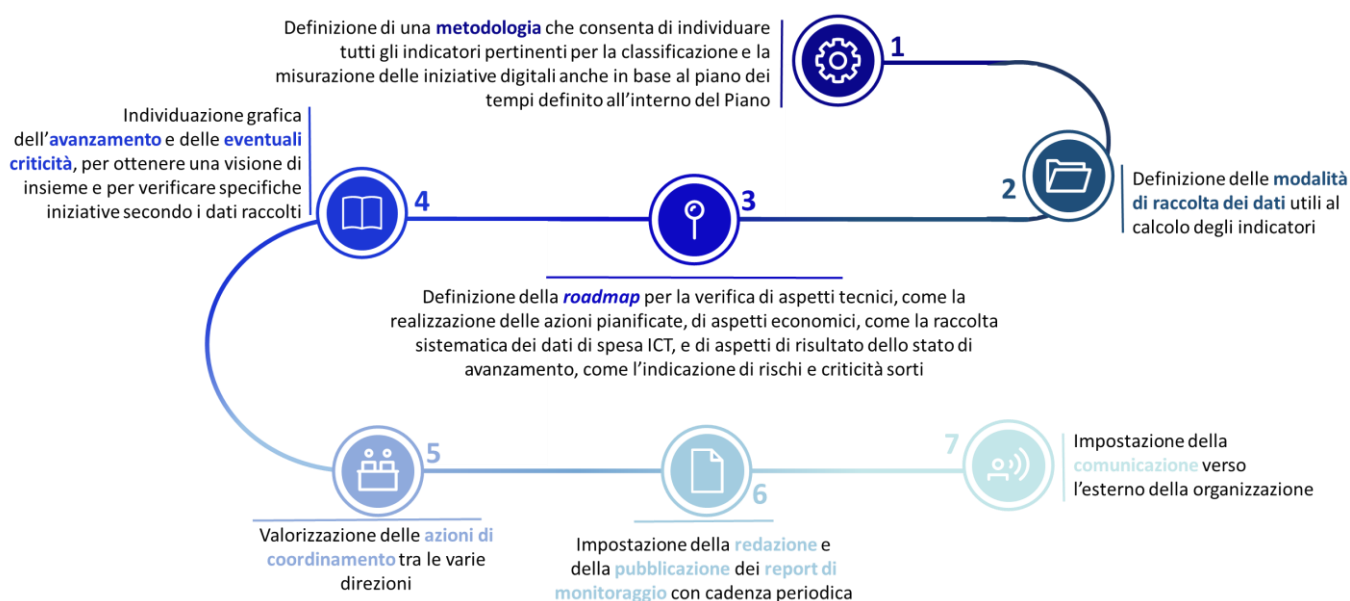 Definizione di una metodologia che consenta di individuare
tutti gli indicatori pertinenti per la classificazione e la
misurazione delle iniziative digitali anche in base al piano dei
tempi definito all'interno del Piano
1
2
Definizione delle modalità
di raccolta dei dati utili al
calcolo degli indicatori
3
Definizione della roadmap per la verifica di aspetti tecnici, come la
realizzazione delle azioni pianificate, di aspetti economici, come la raccolta
sistematica dei dati di spesa ICT, e di aspetti di risultato dello stato di
avanzamento, come l'indicazione di rischi e criticità sorti
Individuazione grafica
dell'avanzamento e delle eventuali
criticità, per ottenere una visione di
insieme e per verificare specifiche
iniziative secondo i dati raccolti
4
5
Valorizzazione delle azioni di
coordinamento tra le varie
direzioni
6
Impostazione della redazione e
della pubblicazione dei report di
monitoraggio con cadenza periodica
7
Impostazione della
comunicazione verso
l'esterno della organizzazione